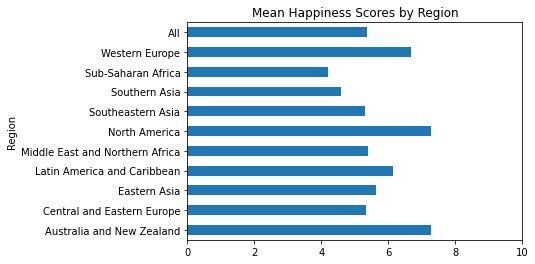 Mean Happiness Scores by Region
All
Western Europe
Sub-Saharan Africa
Southern Asia
Southeastern Asia
North America
Middle East and Northern Africa
Latin America and Caribbean
Eastern Asia
Central and Eastern Europe
Australia and New Zealand
Region
0 2 4 6 8 10